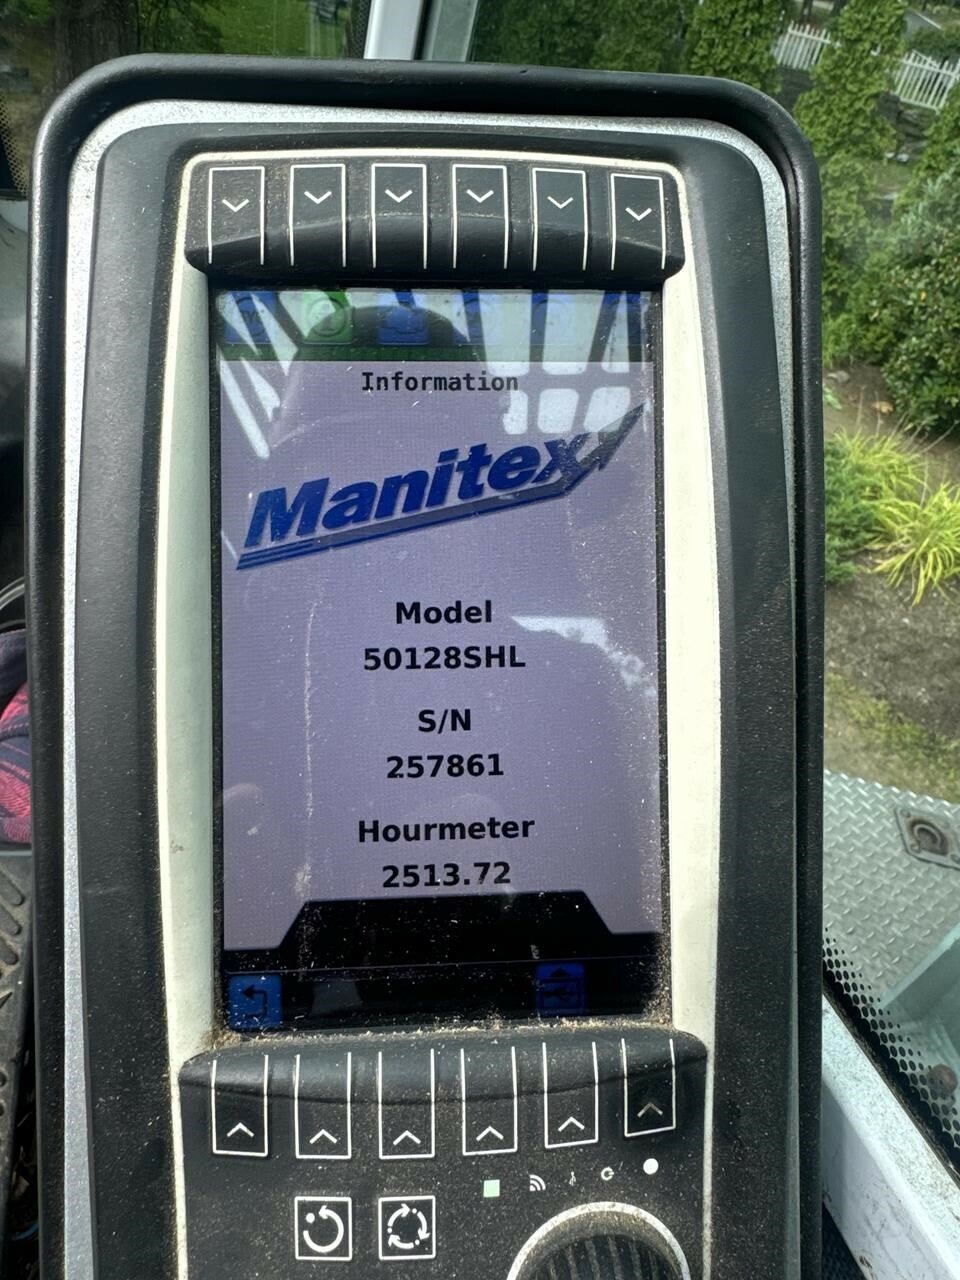 Information
Manitex
Model
50128SHL
S/N
257861
Hourmeter
2513.72